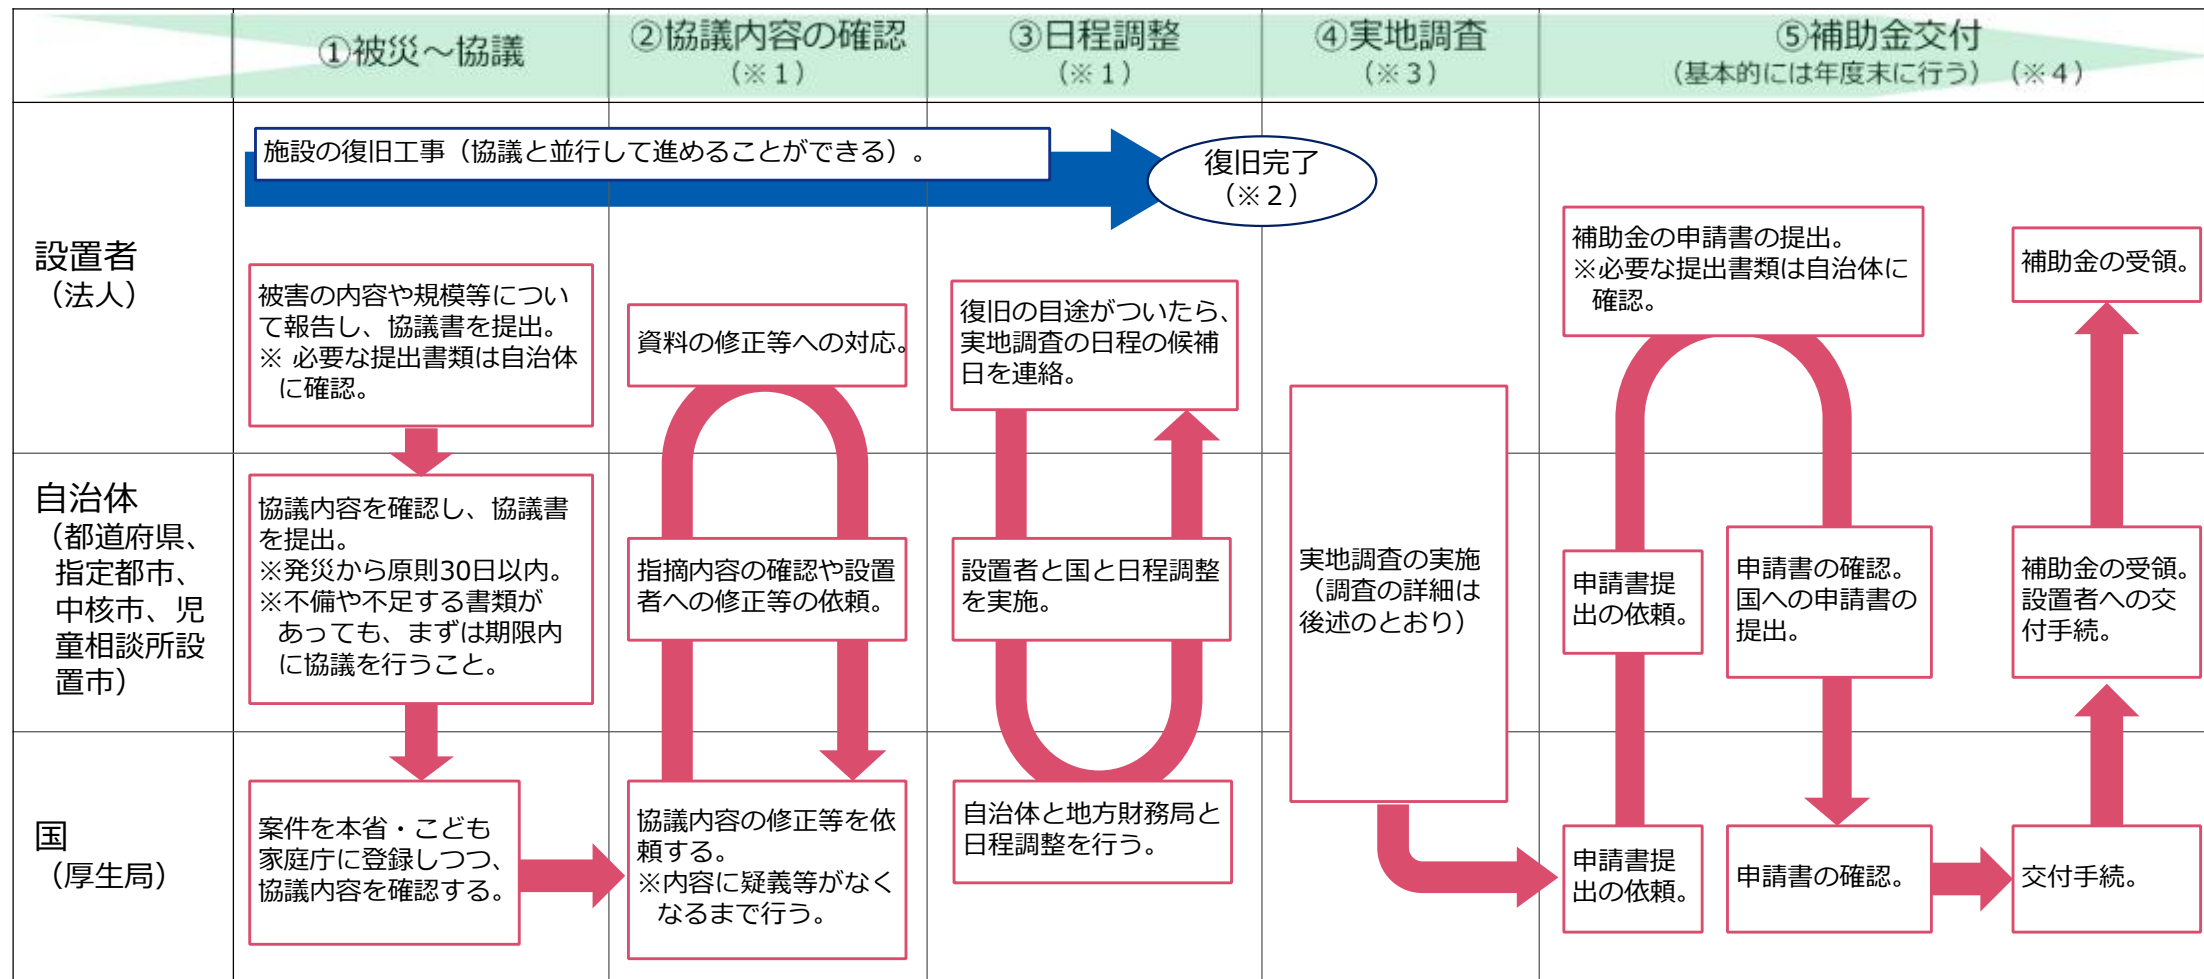 ①被災～協議
②協議内容の確認
（※１）
③日程調整
（※１）
④実地調査
（※３）
⑤補助金交付
（基本的には年度末に行う）（※４）
設置者
（法人）
施設の復旧工事（協議と並行して進めることができる）。
復旧完了
（※２）
被害の内容や規模等につい
て報告し、協議書を提出。
※ 必要な提出書類は自治体
に確認。
資料の修正等への対応。
復旧の目途がついたら、
実地調査の日程の候補
日を連絡。
補助金の申請書の提出。
※必要な提出書類は自治体に
確認。
補助金の受領。
自治体
（都道府県、
指定都市、
中核市、児
童相談所設
置市）
協議内容を確認し、協議書
を提出。
※発災から原則30日以内。
※不備や不足する書類が
あっても、まずは期限内
に協議を行うこと。
指摘内容の確認や設置
者への修正等の依頼。
設置者と国と日程調整
を実施。
実地調査の実施
（調査の詳細は
後述のとおり）
申請書提
出の依頼。
申請書の確認。
国への申請書の
提出。
補助金の受領。
設置者への交
付手続。
国
（厚生局）
案件を本省・こども
家庭庁に登録しつつ、
協議内容を確認する。
協議内容の修正等を依
頼する。
※内容に疑義等がなく
なるまで行う。
自治体と地方財務局と
日程調整を行う。
申請書提
出の依頼。
申請書の確認。
交付手続。